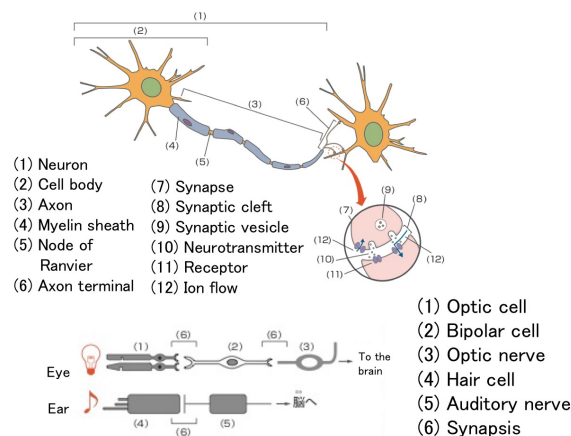 (1)
(2)
(3)
(6)
(4)
(5)
(1) Neuron
(2) Cell body
(3) Axon
(4) Myelin sheath
(5) Node of
Ranvier
(6) Axon terminal
(7) Synapse
(8) Synaptic cleft
(9) Synaptic vesicle
(10) Neurotransmitter
(11) Receptor
(12) Ion flow
(9)
(7)
(8)
(12)
(10)
(12)
(11)
(1)
(6)
(2)
(6)
(3)
Eye
To the
brain
Ear
(4)
(6)
(5)
(1) Optic cell
(2) Bipolar cell
(3) Optic nerve
(4) Hair cell
(5) Auditory nerve
(6) Synapsis